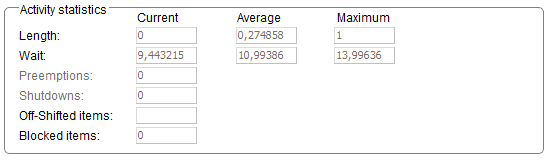 Activity statistics
Current Average Maximum
Length: 0 0,274858 1
Wait: 9,443215 10,99386 13,99636
Preemptions: 0
Shutdowns: 0
Off-Shifted items:
Blocked items: 0